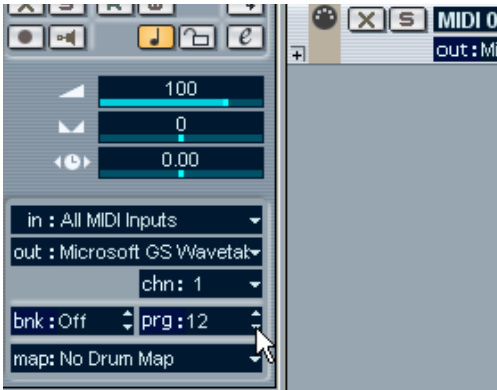 X S MIDI 0
e
out:Mi
100
0
0.00
in : All MIDI Inputs
out : Microsoft GS Wavetab
chn: 1
bnk:Off prg:12
map: No Drum Map